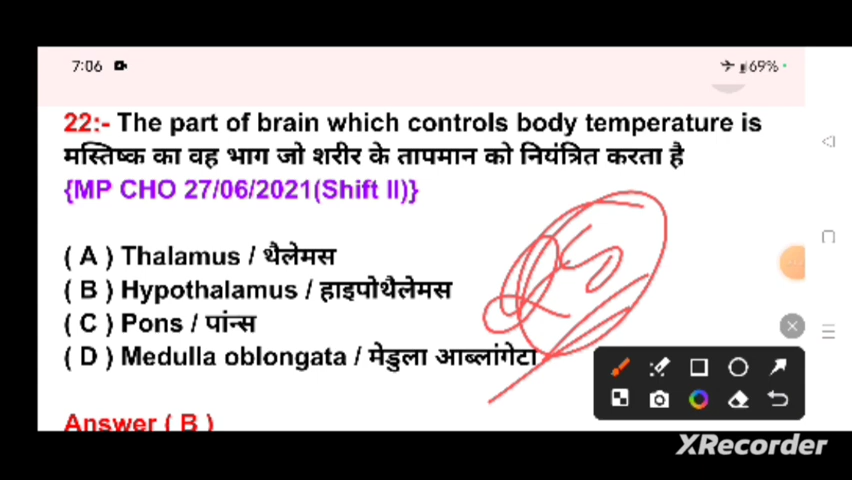 7:06 69%
22:- The part of brain which controls body temperature is
मस्तिष्क का वह भाग जो शरीर के तापमान को नियंत्रित करता है
{MP CHO 27/06/2021(Shift II)}
( A ) Thalamus / थैलेमस
( B ) Hypothalamus / हाइपोथैलेमस
( C ) Pons / पांन्स
( D ) Medulla oblongata / मेडुला आब्लांगेटा
Answer ( B )
XRecorder